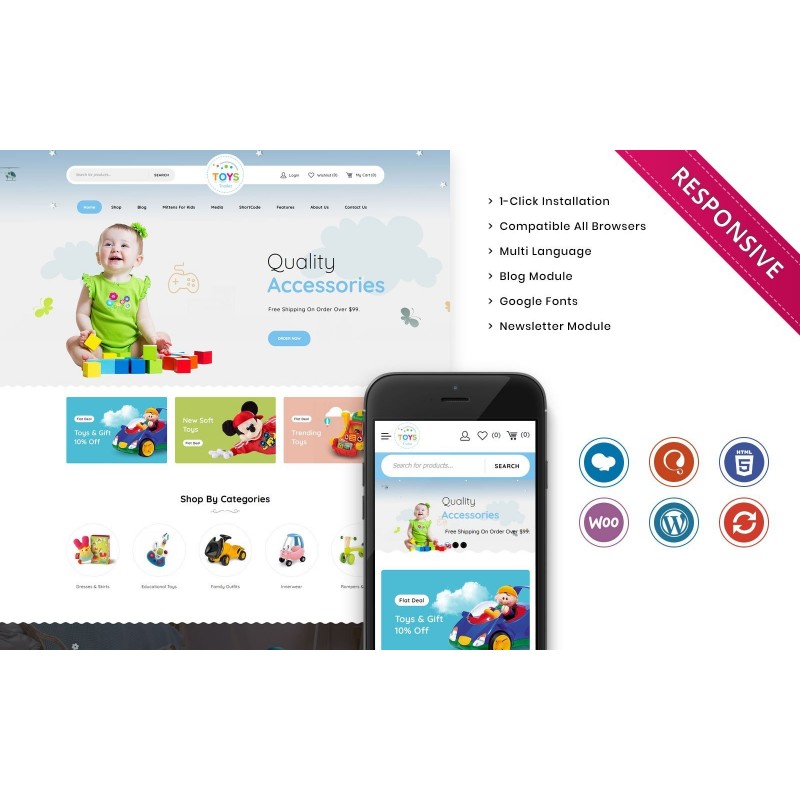 Search for products...
SEARCH
TOYS
Login
Wishlist (0)
My Cart (0)
Home
Shop
Blog
Mittens For Kids
Media
ShortCode
Features
About Us
Contact Us
Quality
Accessories
Free Shipping On Order Over $99.
ORDER NOW
Flat Deal
Toys & Gift
10% Off
New Soft
Toys
Flat Deal
Trending
Toys
Shop By Categories
Dresses & Skirts
Educational Toys
Family Outfits
Innerwear
1-Click Installation
Compatible All Browsers
Multi Language
Blog Module
Google Fonts
Newsletter Module
RESPONSIVE
TOYS
(0)
(0)
Search for products...
SEARCH
Quality
Accessories
Free Shipping On Order Over $99.
Flat Deal
Toys & Gift
10% Off
HTML
5
WOO